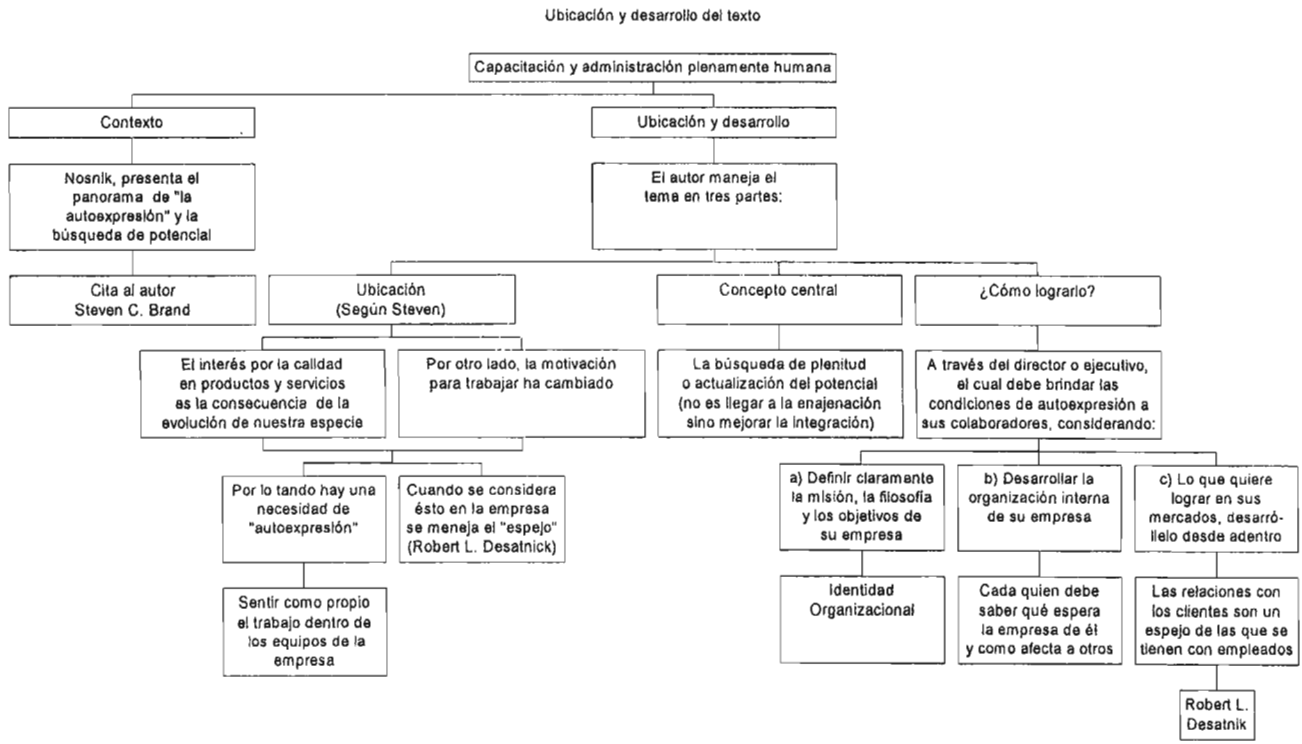 Ubicación y desarrollo del texto
Capacitación y administración plenamente humana
Contexto
Ubicación y desarrollo
Nosnik, presenta el
panorama de "la
autoexpresión" y la
búsqueda de potencial
El autor maneja el
tema en tres partes:
Cita al autor
Steven C. Brand
Ubicación
(Según Steven)
Concepto central
¿Cómo lograrlo?
El interés por la calidad
en productos y servicios
es la consecuencia de la
evolución de nuestra especie
Por otro lado, la motivación
para trabajar ha cambiado
La búsqueda de plenitud
o actualización del potencial
(no es llegar a la enajenación
sino mejorar la integración)
A través del director o ejecutivo,
el cual debe brindar las
condiciones de autoexpresión a
sus colaboradores, considerando:
Por lo tando hay una
necesidad de
"autoexpresión"
Cuando se considera
ésto en la empresa
se meneja el "espejo"
(Robert L. Desatnick)
a) Definir claramente
la misión, la filosofía
y los objetivos de
su empresa
b) Desarrollar la
organización interna
de su empresa
c) Lo que quiere
lograr en sus
mercados, desarró-
llelo desde adentro
Sentir como propio
el trabajo dentro de
los equipos de la
empresa
Identidad
Organizacional
Cada quien debe
saber qué espera
la empresa de él
y como afecta a otros
Las relaciones con
los clientes son un
espejo de las que se
tienen con empleados
Robert L.
Desatnik